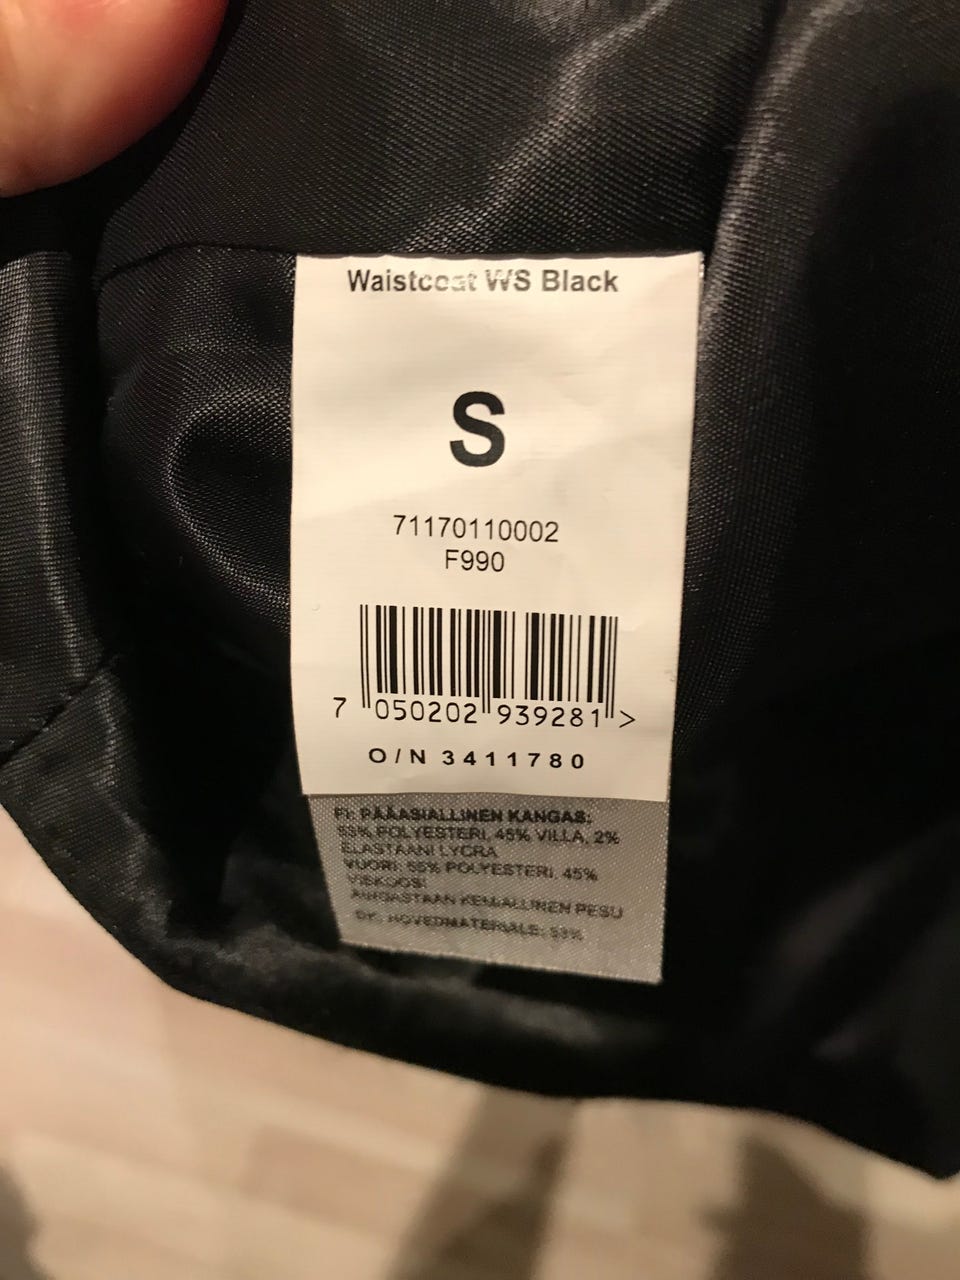 Waistcoat WS Black
S
71170110002
F990
7 050202 939281 >
O/N 3411780
FI: PÄÄASIALLINEN KANGAS:
53% POLYESTERI, 45% VILLA, 2%
ELASTAANI LYCRA
VUORI: 55% POLYESTERI, 45%
VISKOOSI
AINOASTAAN KEMIALLINEN PESU
DK: HOVEDMATERIALE: 53%